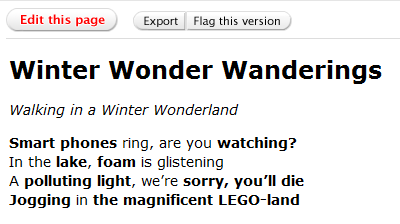 Edit this page
Export Flag this version
Winter Wonder Wanderings
Walking in a Winter Wonderland
Smart phones ring, are you watching?
In the lake, foam is glistening
A polluting light, we’re sorry, you’ll die
Jogging in the magnificent LEGO-land